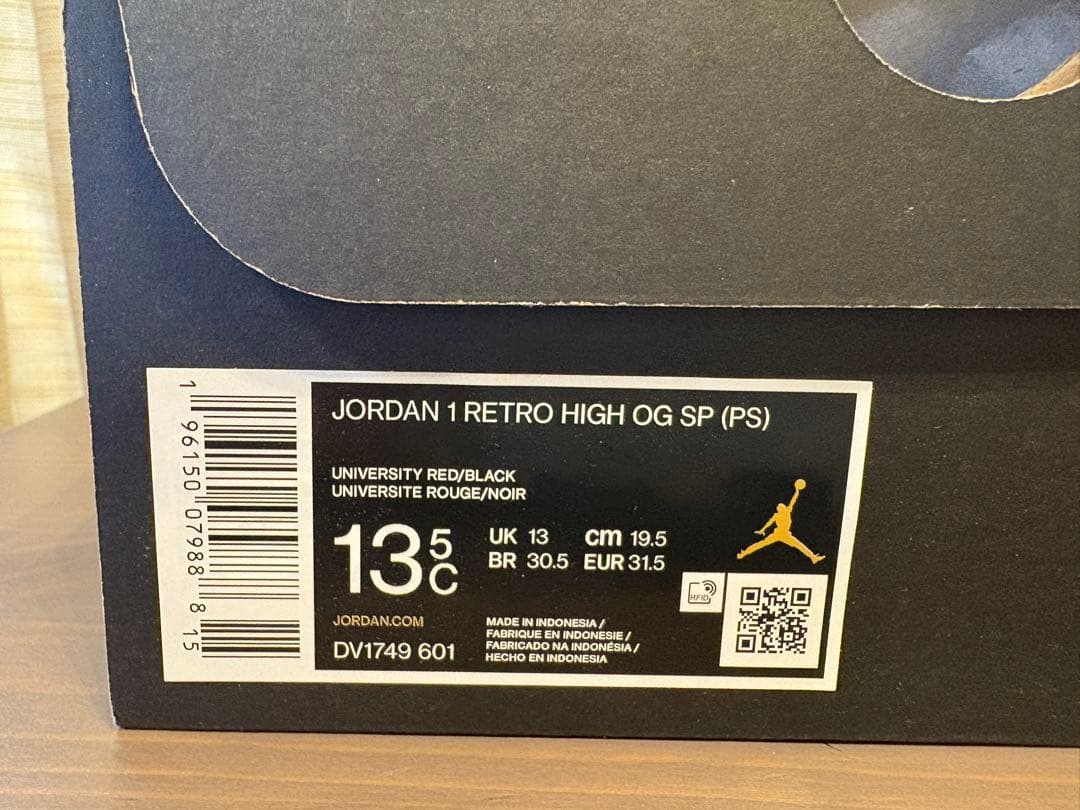 1 96150 07988 8 15
JORDAN 1 RETRO HIGH OG SP (PS)
UNIVERSITY RED/BLACK
UNIVERSITE ROUGE/NOIR
13 5 C
UK 13 cm 19.5
BR 30.5 EUR 31.5
RFID
JORDAN.COM
DV1749 601
MADE IN INDONESIA /
FABRIQUE EN INDONESIE /
FABRICADO NA INDONÉSIA /
HECHO EN INDONESIA